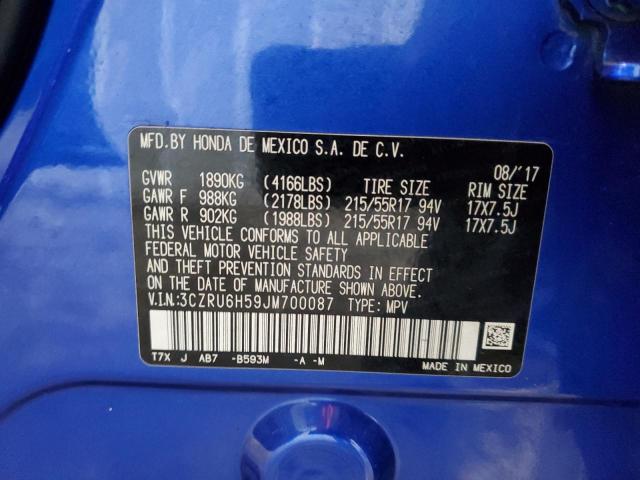 MFD.BY HONDA DE MEXICO S.A. DE C.V.
08/'17
GVWR 1890KG (4166LBS) TIRE SIZE RIM SIZE
GAWR F 988KG (2178LBS) 215/55R17 94V 17X7.5J
GAWR R 902KG (1988LBS) 215/55R17 94V 17X7.5J
THIS VEHICLE CONFORMS TO ALL APPLICABLE
FEDERAL MOTOR VEHICLE SAFETY
AND THEFT PREVENTION STANDARDS IN EFFECT
ON THE DATE OF MANUFACTURE SHOWN ABOVE.
V.I.N.:3CZRU6H59JM700087 TYPE: MPV
T7X J AB7 -B593M -A -M
MADE IN MEXICO